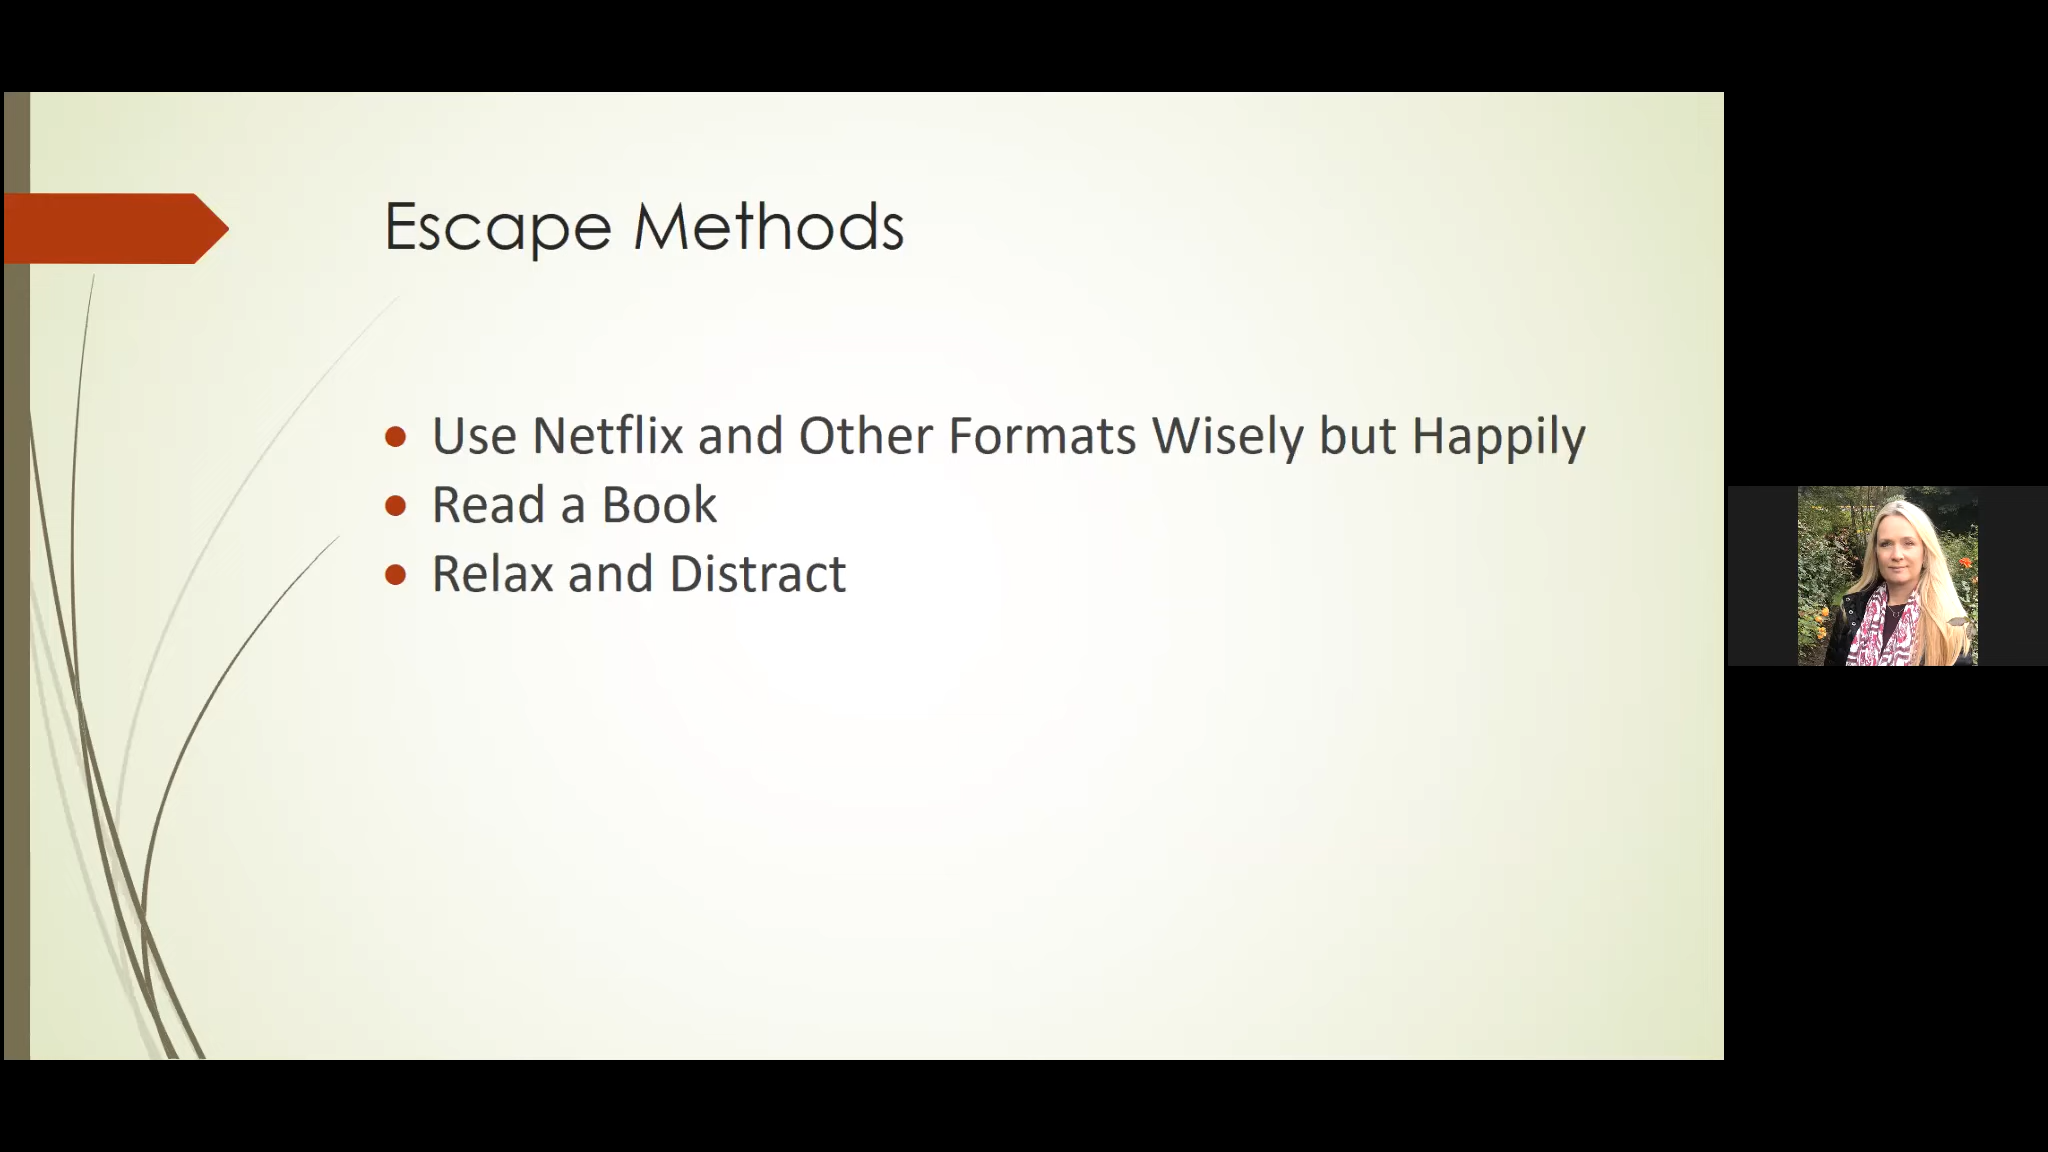 Escape Methods
Use Netflix and Other Formats Wisely but Happily
Read a Book
Relax and Distract